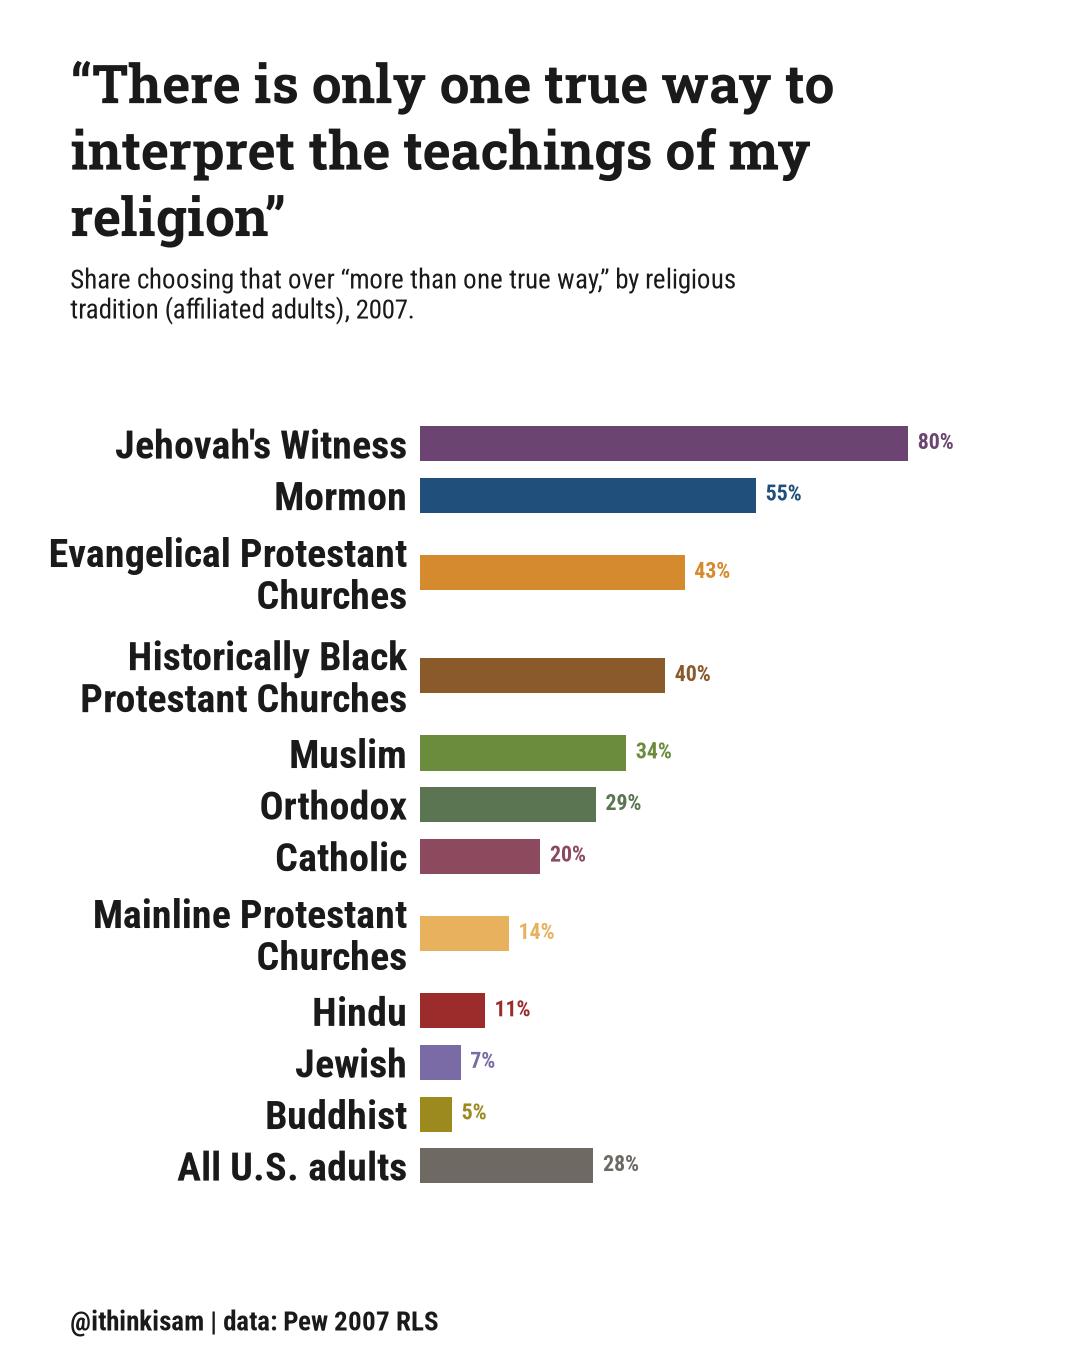 “There is only one true way to
interpret the teachings of my
religion”
Share choosing that over “more than one true way,” by religious
tradition (affiliated adults), 2007.
Jehovah's Witness 80%
Mormon 55%
Evangelical Protestant
Churches 43%
Historically Black
Protestant Churches 40%
Muslim 34%
Orthodox 29%
Catholic 20%
Mainline Protestant
Churches 14%
Hindu 11%
Jewish 7%
Buddhist 5%
All U.S. adults 28%
@ithinkisam | data: Pew 2007 RLS